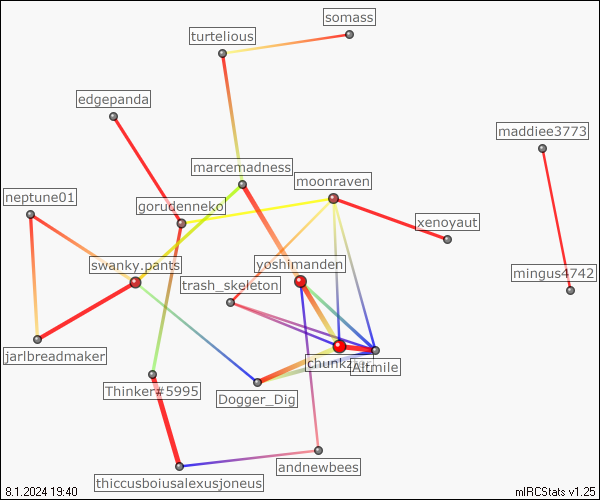 somass
turtelious
edgepanda
maddiee3773
marcemadness
moonraven
neptune01
gorudenneko
xenoyaut
swanky.pants
yoshimanden
mingus4742
trash_skeleton
jarlbreadmaker
Altmile
Thinker#5995
Dogger_Dig
andnewbees
thiccusboiusalexusjoneus
8.1.2024 19:40
mIRCStats v1.25